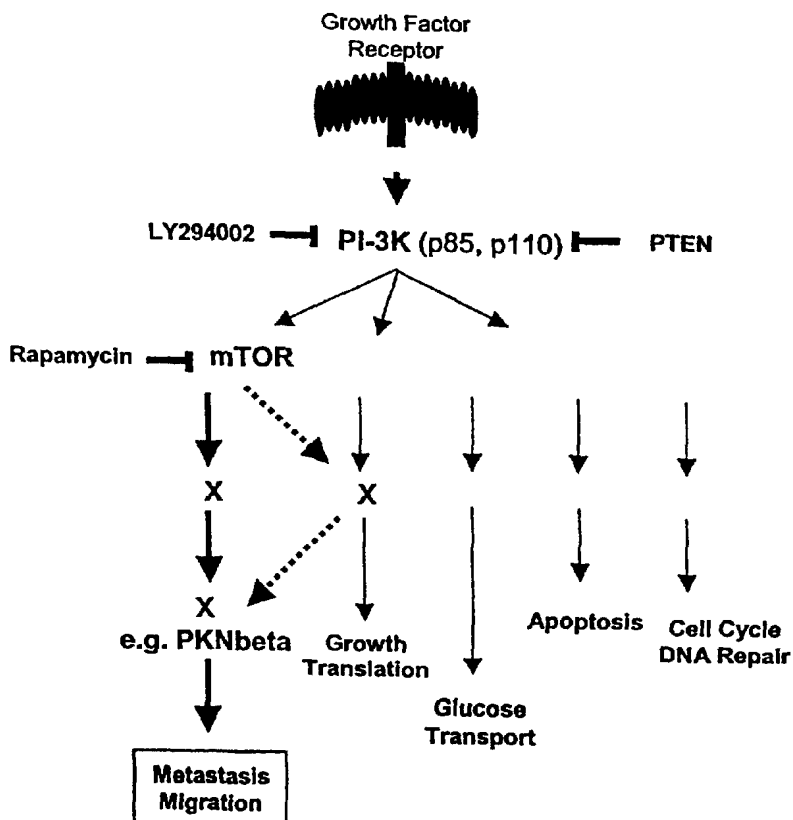 Growth Factor
Receptor
LY294002
PI-3K (p85, p110)
PTEN
Rapamycin
mTOR
X
X
X
e.g. PKNbeta
Growth
Translation
Glucose
Transport
Apoptosis
Cell Cycle
DNA Repair
Metastasis
Migration